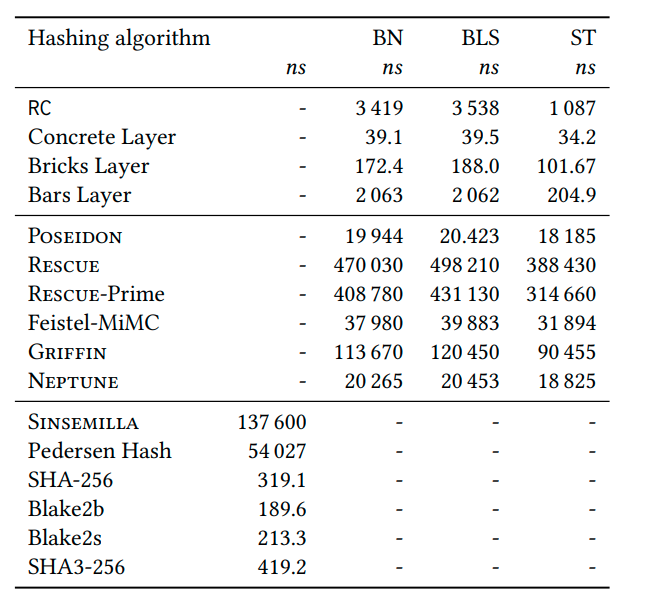 Hashing algorithm BN BLS ST
ns ns ns ns
RC - 3 419 3 538 1 087
Concrete Layer - 39.1 39.5 34.2
Bricks Layer - 172.4 188.0 101.67
Bars Layer - 2 063 2 062 204.9
POSEIDON - 19 944 20.423 18 185
RESCUE - 470 030 498 210 388 430
RESCUE-Prime - 408 780 431 130 314 660
Feistel-MiMC - 37 980 39 883 31 894
GRIFFIN - 113 670 120 450 90 455
NEPTUNE - 20 265 20 453 18 825
SINSEMILLA 137 600 - - -
Pedersen Hash 54 027 - - -
SHA-256 319.1 - - -
Blake2b 189.6 - - -
Blake2s 213.3 - - -
SHA3-256 419.2 - - -